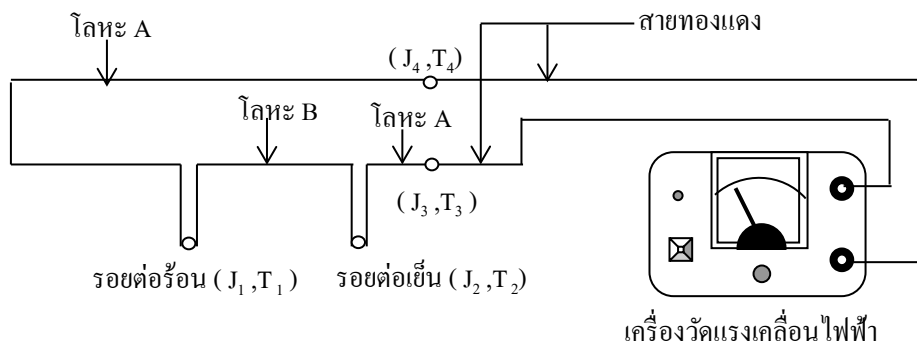 โลหะ A
สายทองแดง
( J₄ ,T₄ )
โลหะ B
โลหะ A
( J₃ ,T₃ )
รอยต่อร้อน ( J₁ ,T₁ )
รอยต่อเย็น ( J₂ ,T₂ )
เครื่องวัดแรงเคลื่อนไฟฟ้า